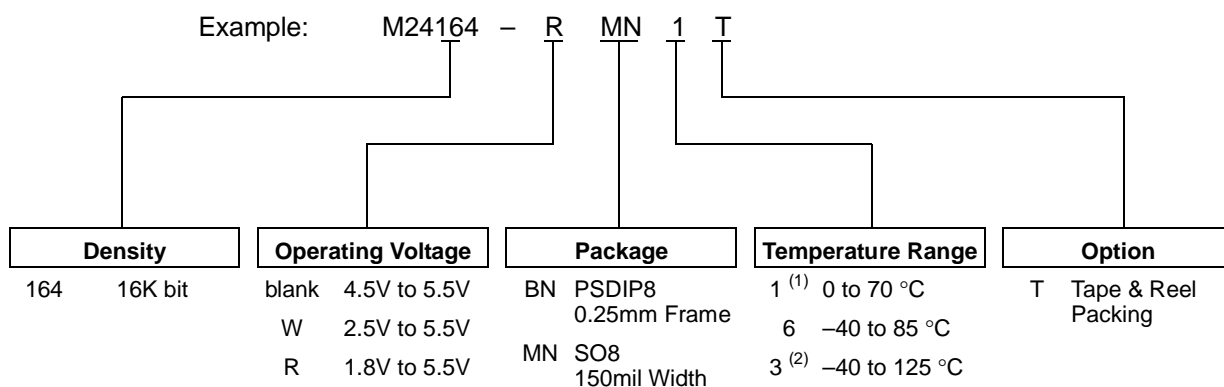 Example: M24164 – R MN 1 T
Density
164 16K bit
Operating Voltage
blank 4.5V to 5.5V
W 2.5V to 5.5V
R 1.8V to 5.5V
Package
BN PSDIP8
0.25mm Frame
MN SO8
150mil Width
Temperature Range
1 (1) 0 to 70 °C
6 –40 to 85 °C
3 (2) –40 to 125 °C
Option
T Tape & Reel
Packing